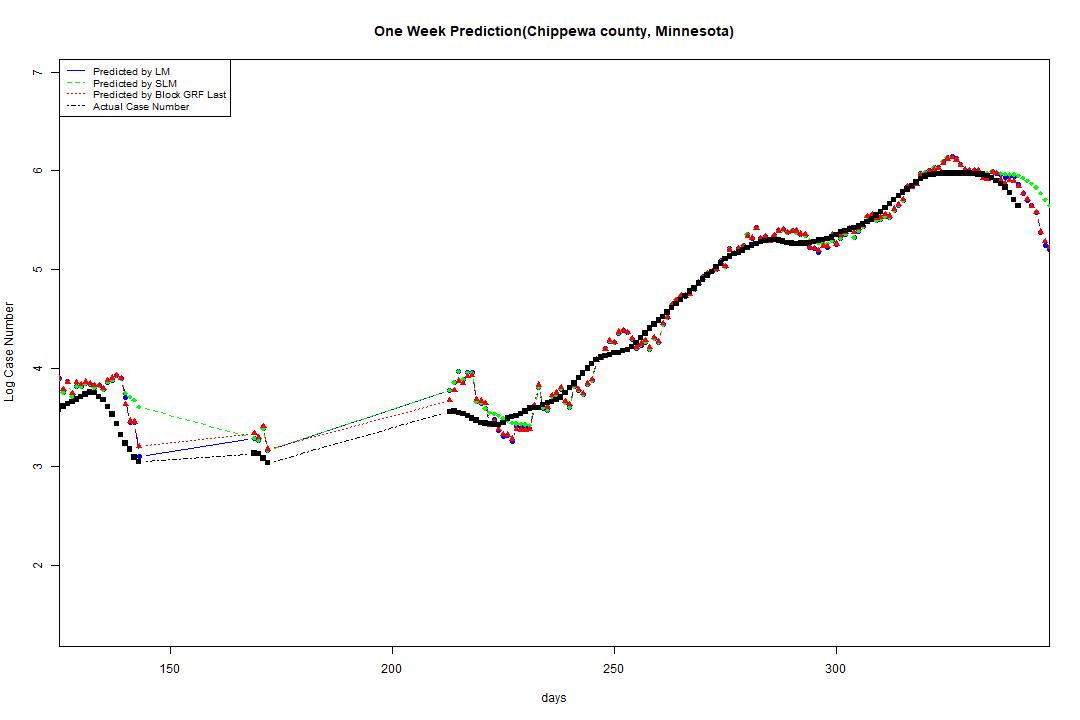 One Week Prediction(Chippewa county, Minnesota)
Predicted by LM
Predicted by SLM
Predicted by Block GRF Last
Actual Case Number
7
6
5
4
3
2
Log Case Number
150
200
250
300
days